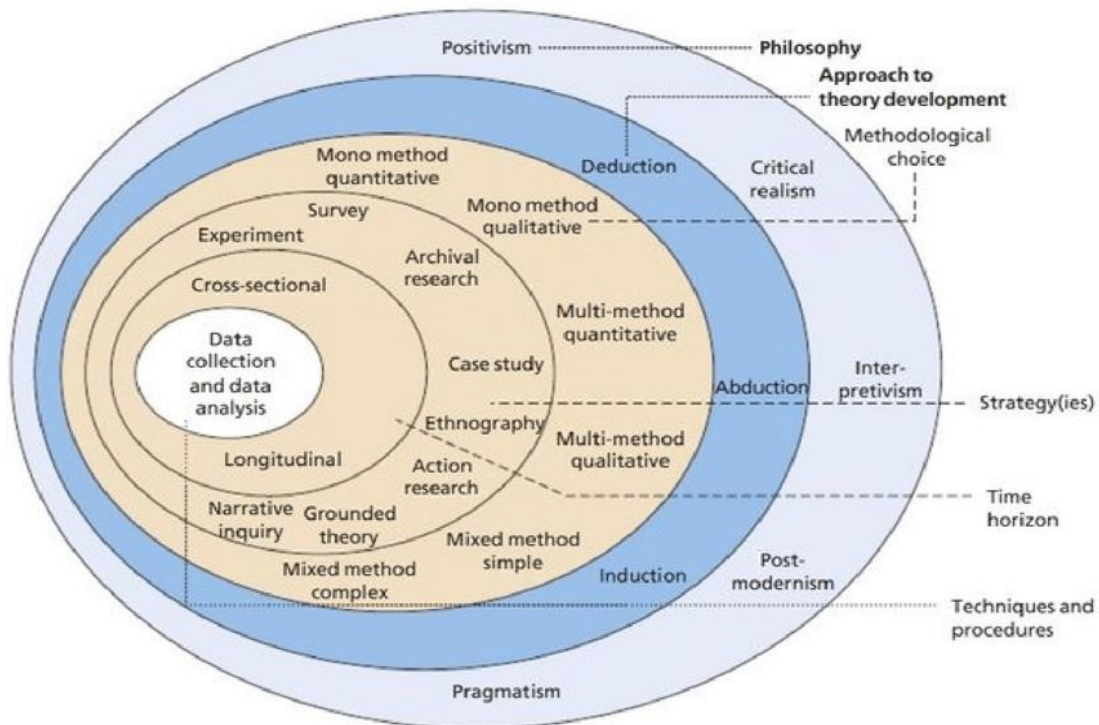 Positivism
Philosophy
Approach to
theory development
Methodological
choice
Mono method
quantitative
Deduction
Critical
realism
Survey
Mono method
qualitative
Experiment
Archival
research
Cross-sectional
Multi-method
quantitative
Data
collection
and data
analysis
Case study
Abduction
Inter-
pretivism
Strategy(ies)
Ethnography
Multi-method
qualitative
Longitudinal
Action
research
Time
horizon
Narrative
inquiry
Grounded
theory
Mixed method
simple
Mixed method
complex
Induction
Post-
modernism
Techniques and
procedures
Pragmatism